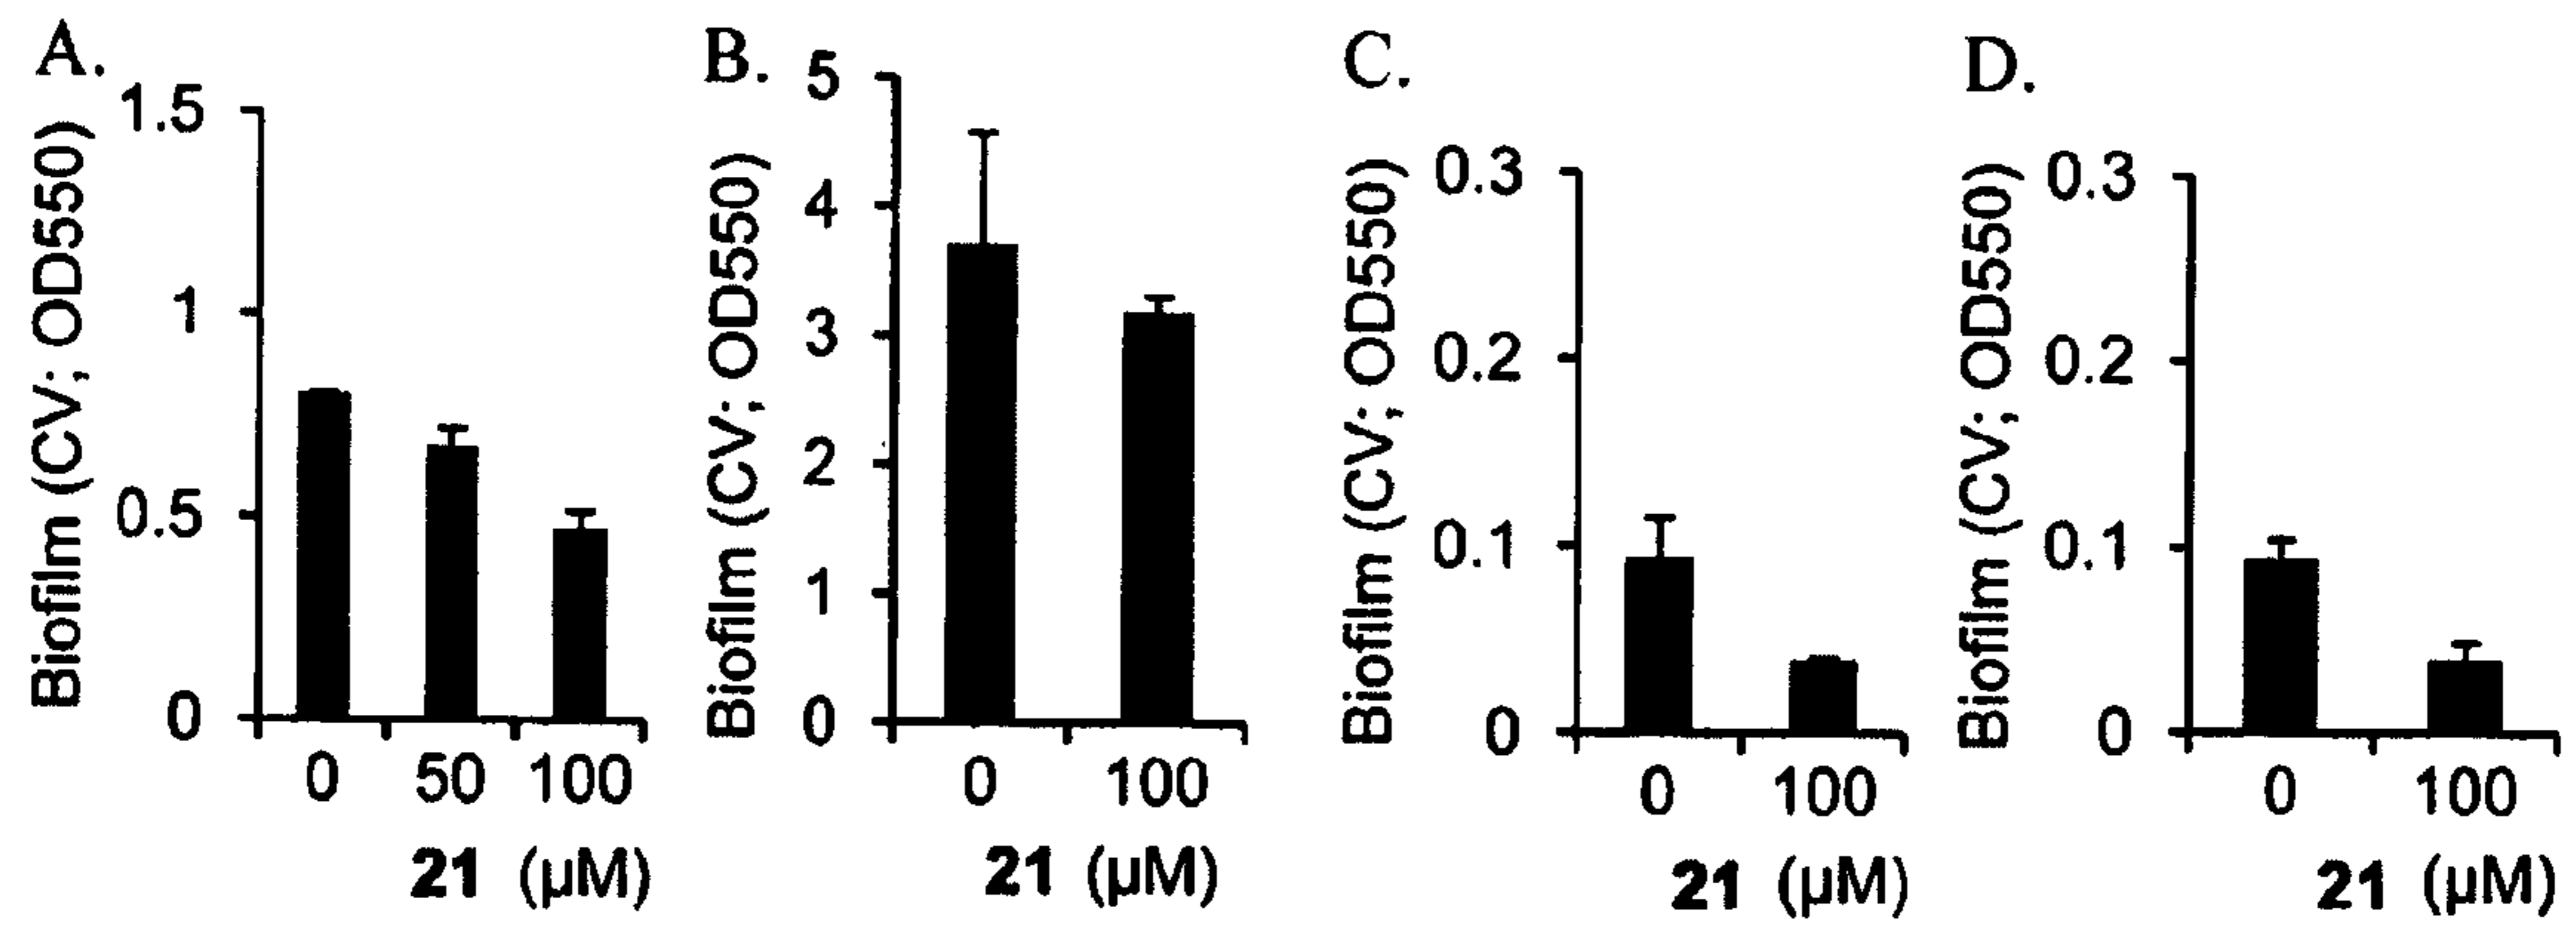 A.
Biofilm (CV; OD550)
1.5
1
0.5
0
0 50 100
21 (µM)
B.
Biofilm (CV; OD550)
5
4
3
2
1
0
0 100
21 (µM)
C.
Biofilm (CV; OD550)
0.3
0.2
0.1
0
0 100
21 (µM)
D.
Biofilm (CV; OD550)
0.3
0.2
0.1
0
0 100
21 (µM)